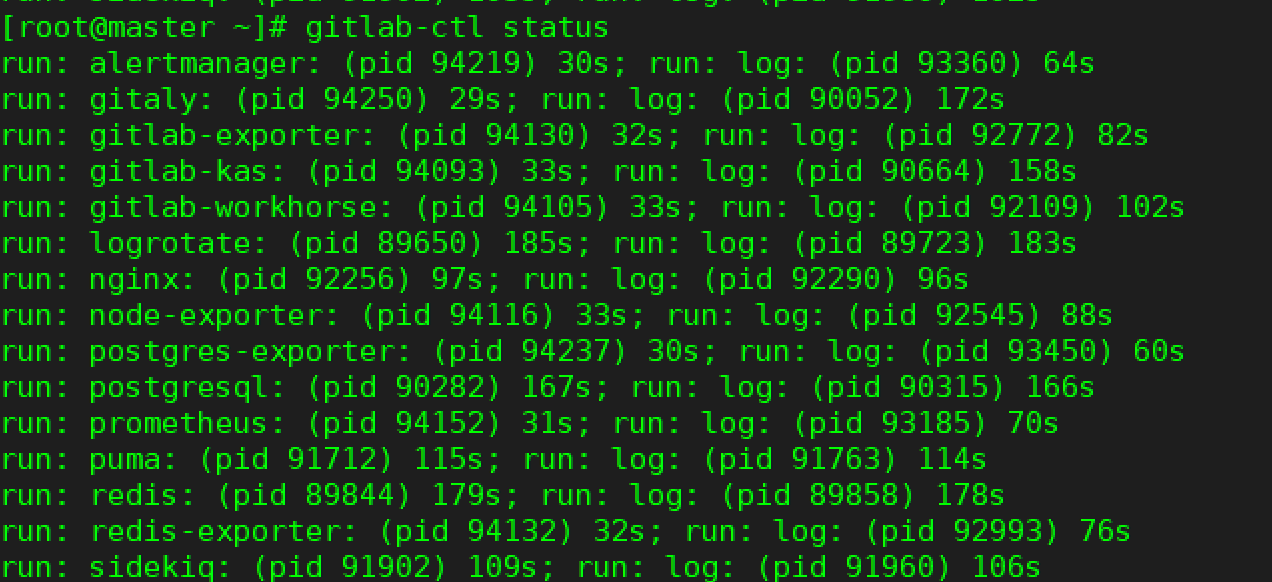 [root@master ~]# gitlab-ctl status
run: alertmanager: (pid 94219) 30s; run: log: (pid 93360) 64s
run: gitaly: (pid 94250) 29s; run: log: (pid 90052) 172s
run: gitlab-exporter: (pid 94130) 32s; run: log: (pid 92772) 82s
run: gitlab-kas: (pid 94093) 33s; run: log: (pid 90664) 158s
run: gitlab-workhorse: (pid 94105) 33s; run: log: (pid 92109) 102s
run: logrotate: (pid 89650) 185s; run: log: (pid 89723) 183s
run: nginx: (pid 92256) 97s; run: log: (pid 92290) 96s
run: node-exporter: (pid 94116) 33s; run: log: (pid 92545) 88s
run: postgres-exporter: (pid 94237) 30s; run: log: (pid 93450) 60s
run: postgresql: (pid 90282) 167s; run: log: (pid 90315) 166s
run: prometheus: (pid 94152) 31s; run: log: (pid 93185) 70s
run: puma: (pid 91712) 115s; run: log: (pid 91763) 114s
run: redis: (pid 89844) 179s; run: log: (pid 89858) 178s
run: redis-exporter: (pid 94132) 32s; run: log: (pid 92993) 76s
run: sidekiq: (pid 91902) 109s; run: log: (pid 91960) 106s